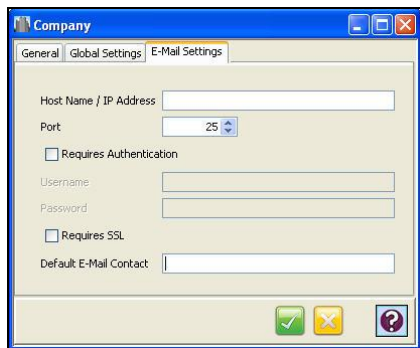 Company
General Global Settings E-Mail Settings
Host Name / IP Address
Port 25
Requires Authentication
Username
Password
Requires SSL
Default E-Mail Contact
?